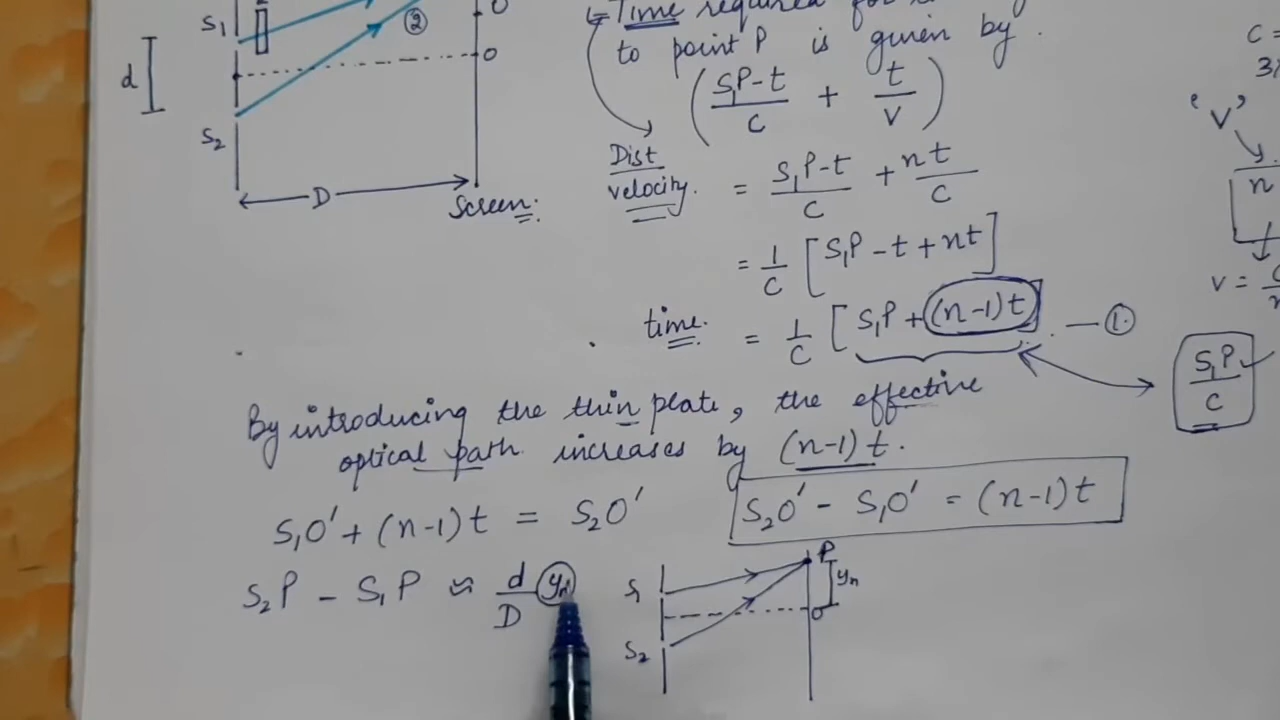 S₁
②
O'
O
d
S₂
D
Screen:
Time required for
to point P is given by.
(S₁P-t/c + t/v)
Dist
velocity.
= S₁P-t/c + nt/c
= 1/c [S₁P - t + nt]
time. = 1/c [S₁P + (n-1)t] . — ①.
C =
'V'
n
V =
S₁P/c
By introducing the thin plate, the effective
optical path increases by (n-1)t.
S₁O' + (n-1)t = S₂O'
S₂O' - S₁O' = (n-1)t
S₂P - S₁P ≈ d/D yₙ
P
yₙ
S₁
O
S₂